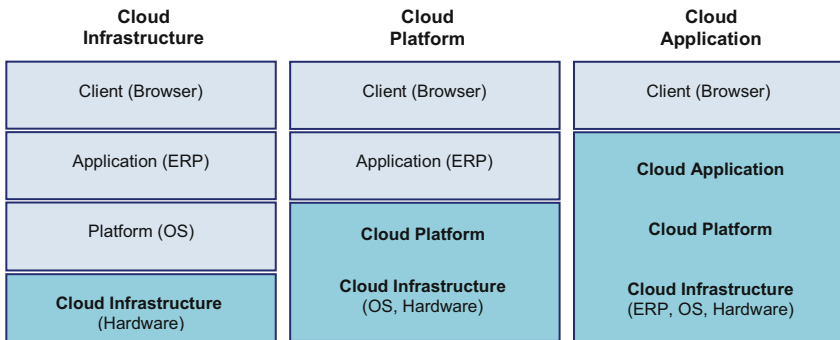 Cloud
Infrastructure
Client (Browser)
Application (ERP)
Platform (OS)
Cloud Infrastructure
(Hardware)
Cloud
Platform
Client (Browser)
Application (ERP)
Cloud Platform
Cloud Infrastructure
(OS, Hardware)
Cloud
Application
Client (Browser)
Cloud Application
Cloud Platform
Cloud Infrastructure
(ERP, OS, Hardware)